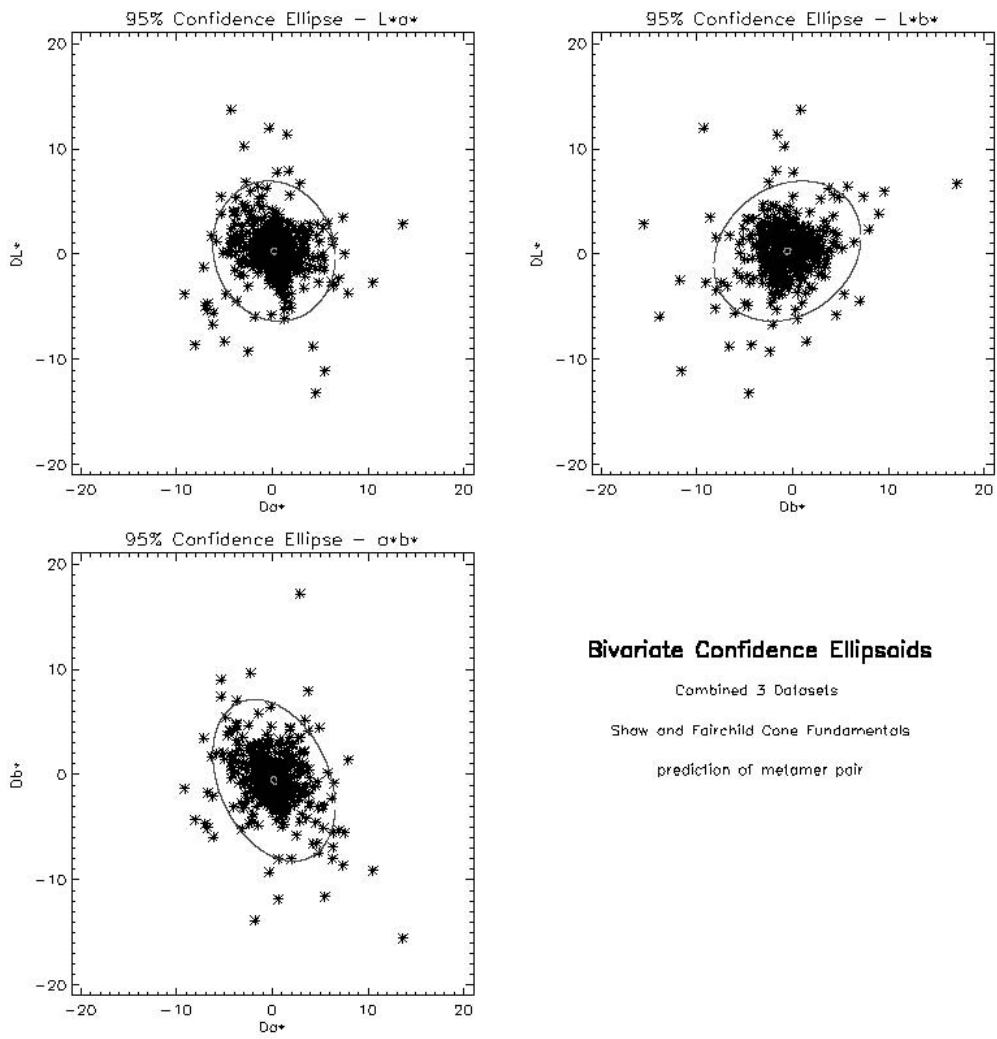 95% Confidence Ellipse - L*a*
20
10
0
-10
-20
DL*
-20 -10 0 10 20
Da*
95% Confidence Ellipse - L*b*
20
10
0
-10
-20
DL*
-20 -10 0 10 20
Db*
95% Confidence Ellipse - a*b*
20
10
0
-10
-20
Db*
-20 -10 0 10 20
Da*
Bivariate Confidence Ellipsoids
Combined 3 Datasets
Shaw and Fairchild Cone Fundamentals
prediction of metamer pair